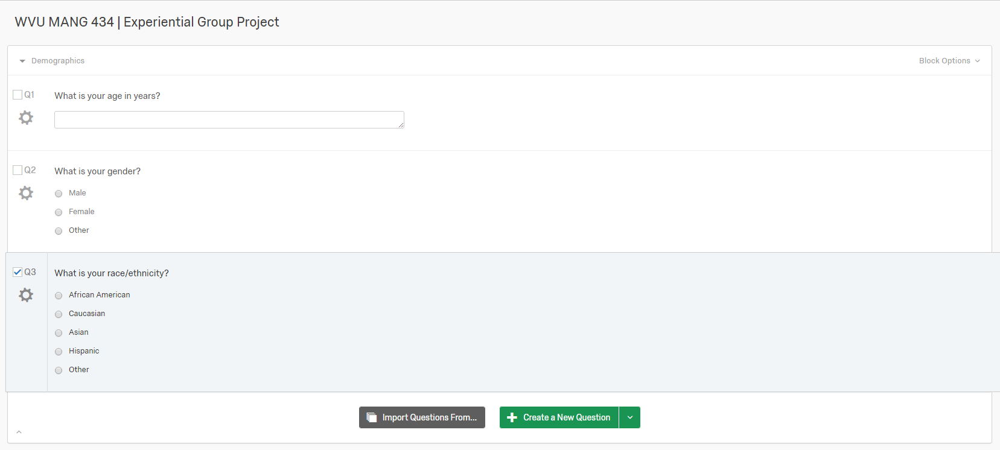 WVU MANG 434 | Experiential Group Project
Demographics
Block Options
Q1
What is your age in years?
Q2
What is your gender?
Male
Female
Other
Q3
What is your race/ethnicity?
African American
Caucasian
Asian
Hispanic
Other
Import Questions From...
Create a New Question